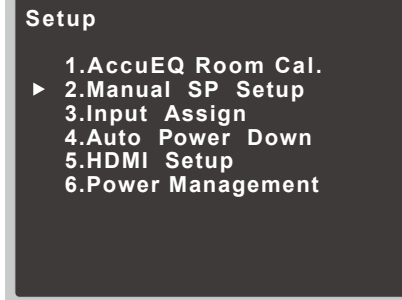 Setup
1.AccuEQ Room Cal.
2.Manual SP Setup
3.Input Assign
4.Auto Power Down
5.HDMI Setup
6.Power Management